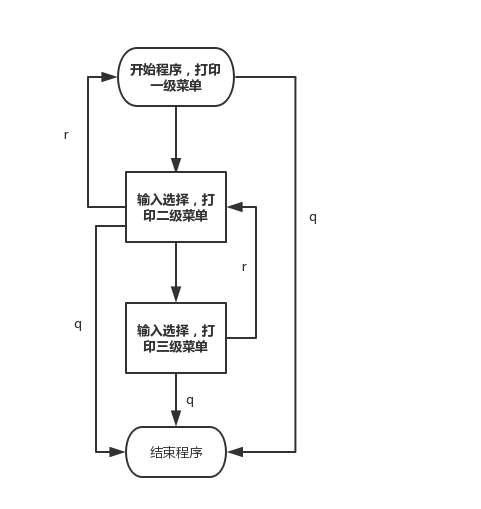 开始程序，打印
一级菜单
r
输入选择，打
印二级菜单
q
r
q
输入选择，打
印三级菜单
q
结束程序